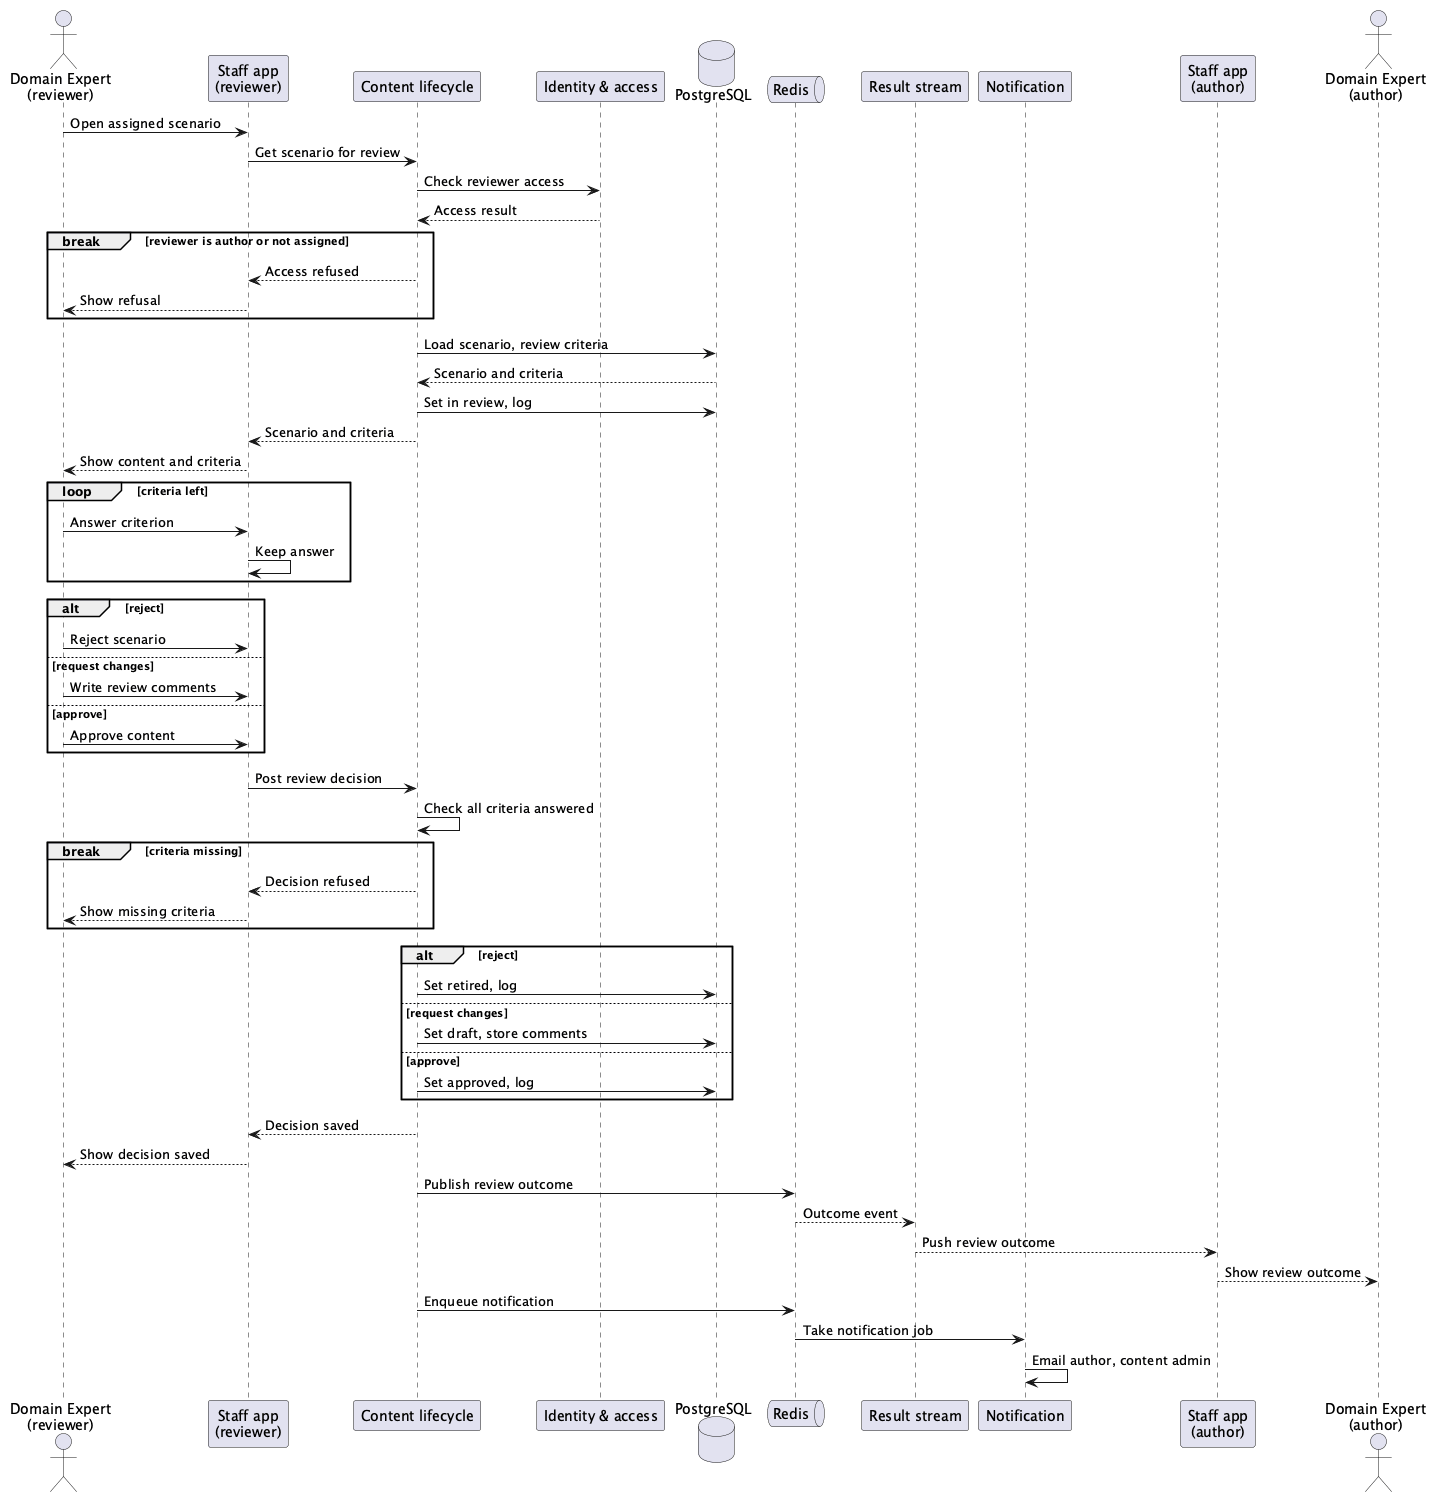 Domain Expert
(reviewer)
Staff app
(reviewer)
Content lifecycle
Identity & access
PostgreSQL
Redis
Result stream
Notification
Staff app
(author)
Domain Expert
(author)
Open assigned scenario
Get scenario for review
Check reviewer access
Access result
break [reviewer is author or not assigned]
Access refused
Show refusal
Load scenario, review criteria
Scenario and criteria
Set in review, log
Scenario and criteria
Show content and criteria
loop [criteria left]
Answer criterion
Keep answer
alt [reject]
Reject scenario
[request changes]
Write review comments
[approve]
Approve content
Post review decision
Check all criteria answered
break [criteria missing]
Decision refused
Show missing criteria
alt [reject]
Set retired, log
[request changes]
Set draft, store comments
[approve]
Set approved, log
Decision saved
Show decision saved
Publish review outcome
Outcome event
Push review outcome
Show review outcome
Enqueue notification
Take notification job
Email author, content admin
Domain Expert
(reviewer)
Staff app
(reviewer)
Content lifecycle
Identity & access
PostgreSQL
Redis
Result stream
Notification
Staff app
(author)
Domain Expert
(author)